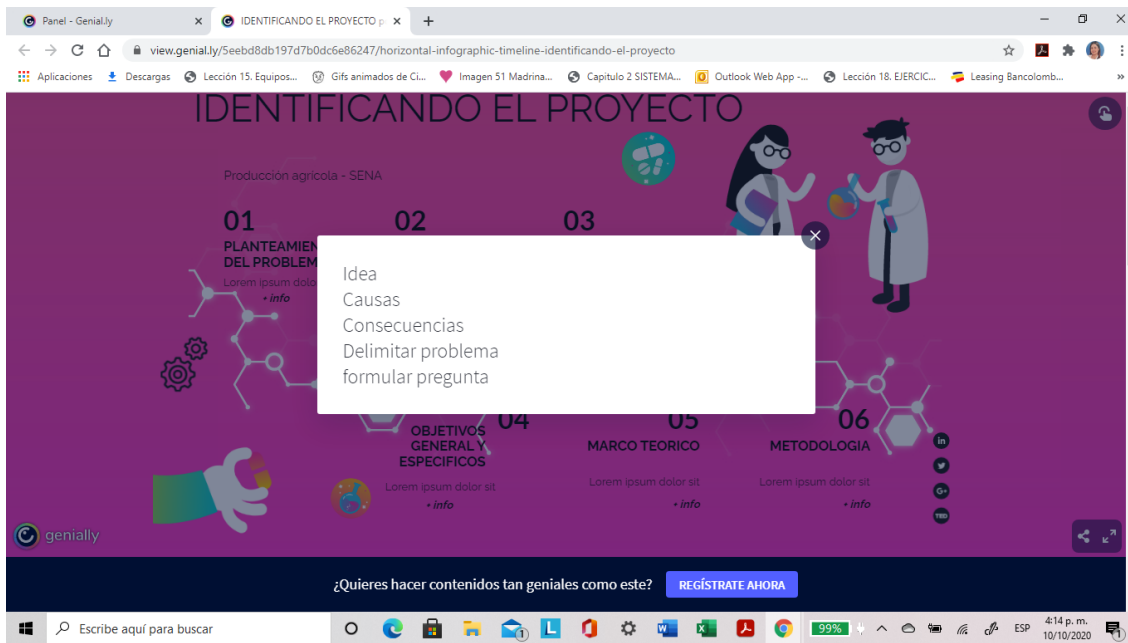 Panel - Genial.ly
IDENTIFICANDO EL PROYECTO p
view.genial.ly/5eebd8db197d7b0dc6e86247/horizontal-infographic-timeline-identificando-el-proyecto
Aplicaciones
Descargas
Lección 15. Equipos...
Gifs animados de Ci...
Imagen 51 Madrina...
Capitulo 2 SISTEMA...
Outlook Web App -...
Lección 18. EJERCIC...
Leasing Bancolomb...
»
IDENTIFICANDO EL PROYECTO
Producción agrícola - SENA
01
PLANTEAMIEN
DEL PROBLEM
Lorem ipsum dolo
+ info
02
03
Idea
Causas
Consecuencias
Delimitar problema
formular pregunta
04
OBJETIVOS
GENERAL Y
ESPECIFICOS
Lorem ipsum dolor sit
+ info
05
MARCO TEORICO
Lorem ipsum dolor sit
+ info
06
METODOLOGIA
Lorem ipsum dolor sit
+ info
in
G+
TED
genially
¿Quieres hacer contenidos tan geniales como este?
REGÍSTRATE AHORA
Escribe aquí para buscar
99%
ESP
4:14 p. m.
10/10/2020